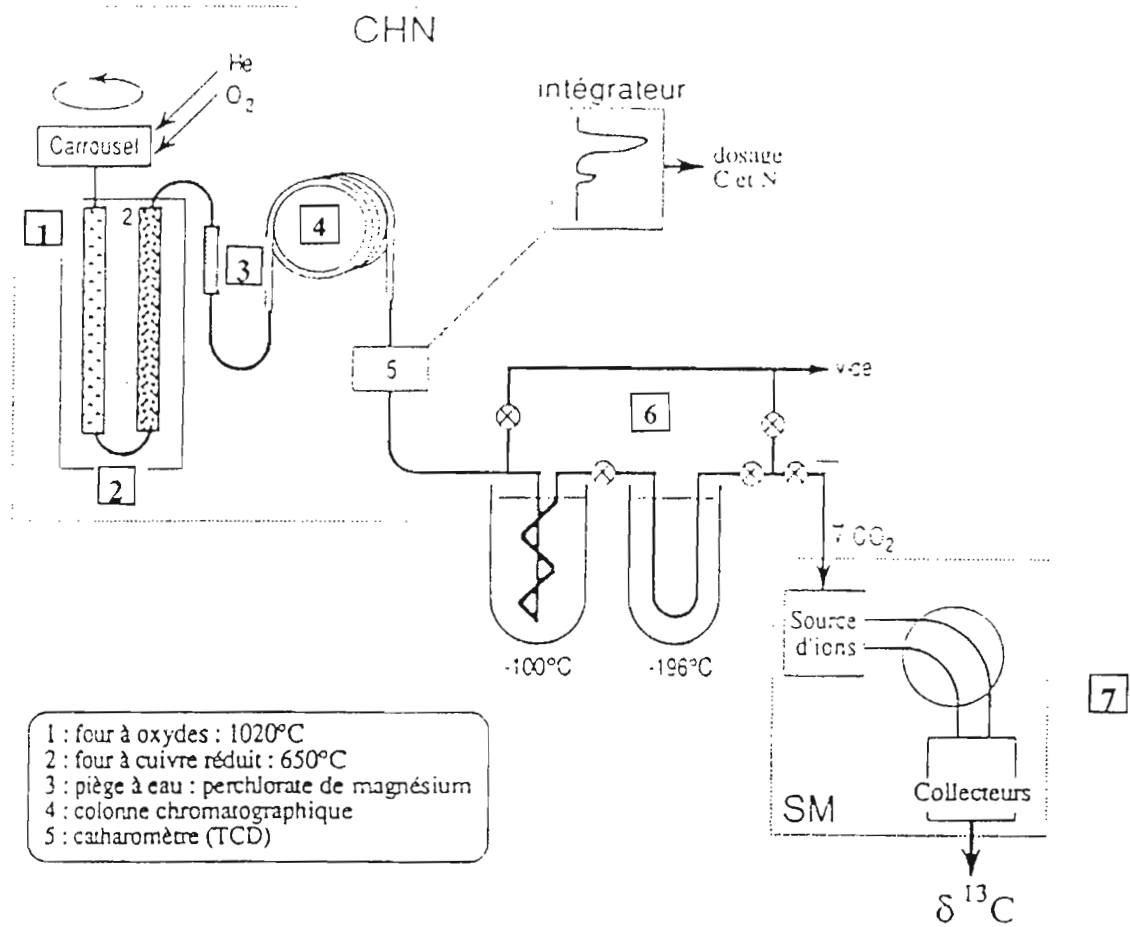 CHN
He
O2
Carrousel
intégrateur
dosage
C et N
1
2
3
4
5
6
2
7 CO2
-100°C
-196°C
Source
d'ions
7
Collecteurs
SM
δ 13C
1 : four à oxydes : 1020°C
2 : four à cuivre réduit : 650°C
3 : piège à eau : perchlorate de magnésium
4 : colonne chromatographique
5 : catharomètre (TCD)